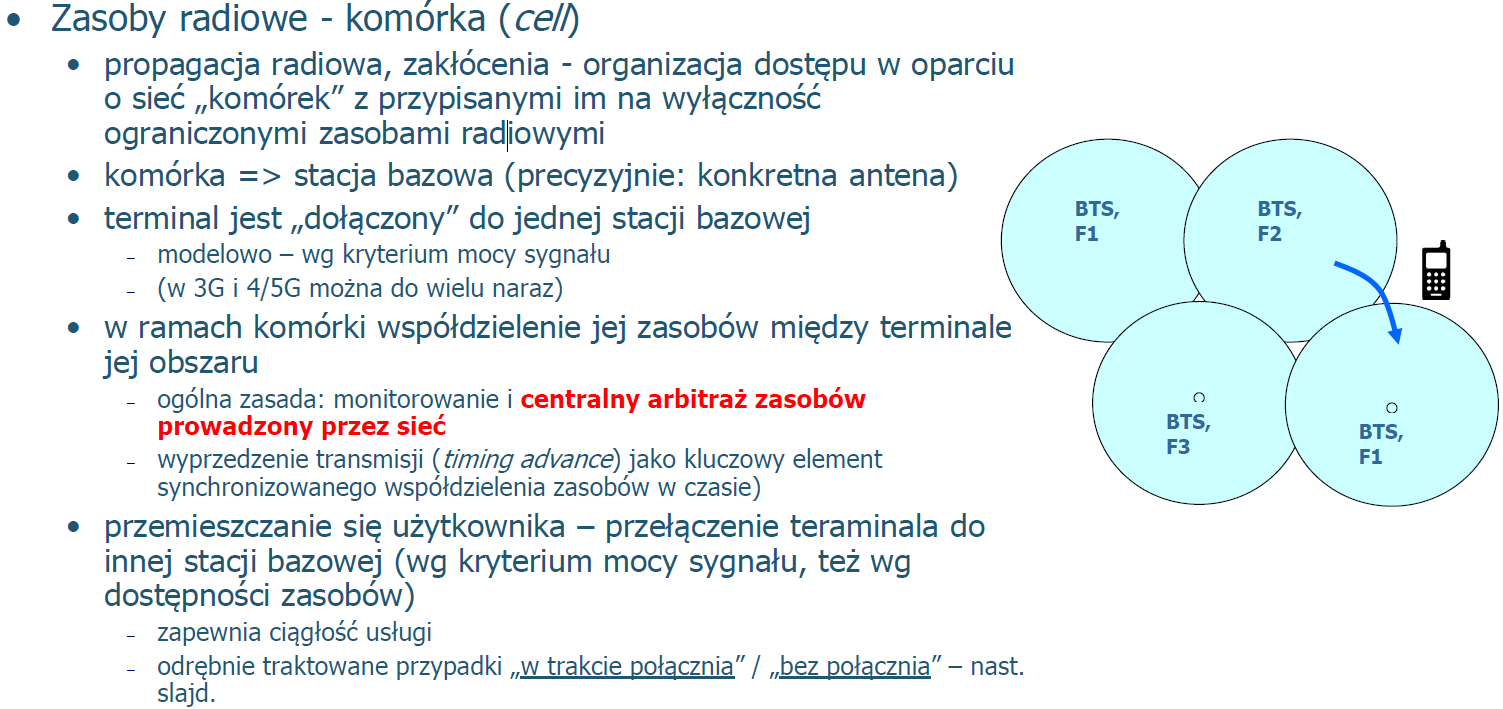 • Zasoby radiowe - komórka (cell)
• propagacja radiowa, zakłócenia - organizacja dostępu w oparciu
o sieć „komórek” z przypisanymi im na wyłączność
ograniczonymi zasobami radiowymi
• komórka => stacja bazowa (precyzyjnie: konkretna antena)
• terminal jest „dołączony” do jednej stacji bazowej
– modelowo – wg kryterium mocy sygnału
– (w 3G i 4/5G można do wielu naraz)
• w ramach komórki współdzielenie jej zasobów między terminale
jej obszaru
– ogólna zasada: monitorowanie i centralny arbitraż zasobów
prowadzony przez sieć
– wyprzedzenie transmisji (timing advance) jako kluczowy element
synchronizowanego współdzielenia zasobów w czasie)
• przemieszczanie się użytkownika – przełączenie teraminala do
innej stacji bazowej (wg kryterium mocy sygnału, też wg
dostępności zasobów)
– zapewnia ciągłość usługi
– odrębnie traktowane przypadki „w trakcie połącznia” / „bez połącznia” – nast.
slajd.
BTS,
F1
BTS,
F2
BTS,
F3
BTS,
F1